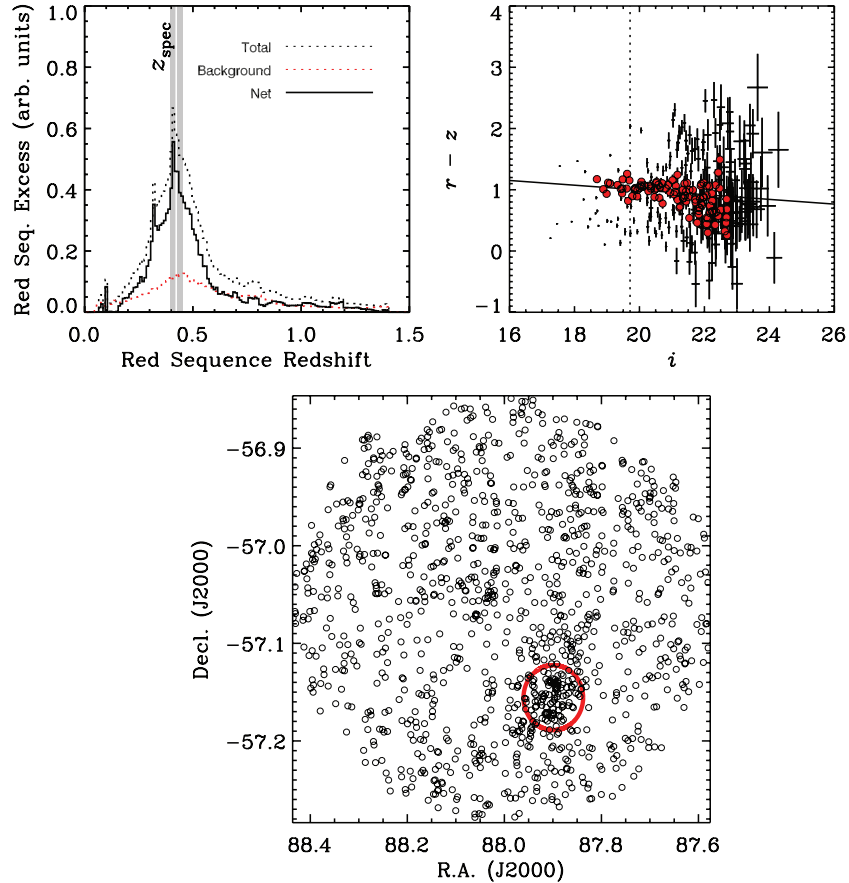 Red Seq. Excess (arb. units)
1.0
0.8
0.6
0.4
0.2
0.0
zspec
Total
Background
Net
0.0 0.5 1.0 1.5
Red Sequence Redshift
r − z
4
3
2
1
0
−1
16 18 20 22 24 26
i
Decl. (J2000)
−56.9
−57.0
−57.1
−57.2
88.4 88.2 88.0 87.8 87.6
R.A. (J2000)